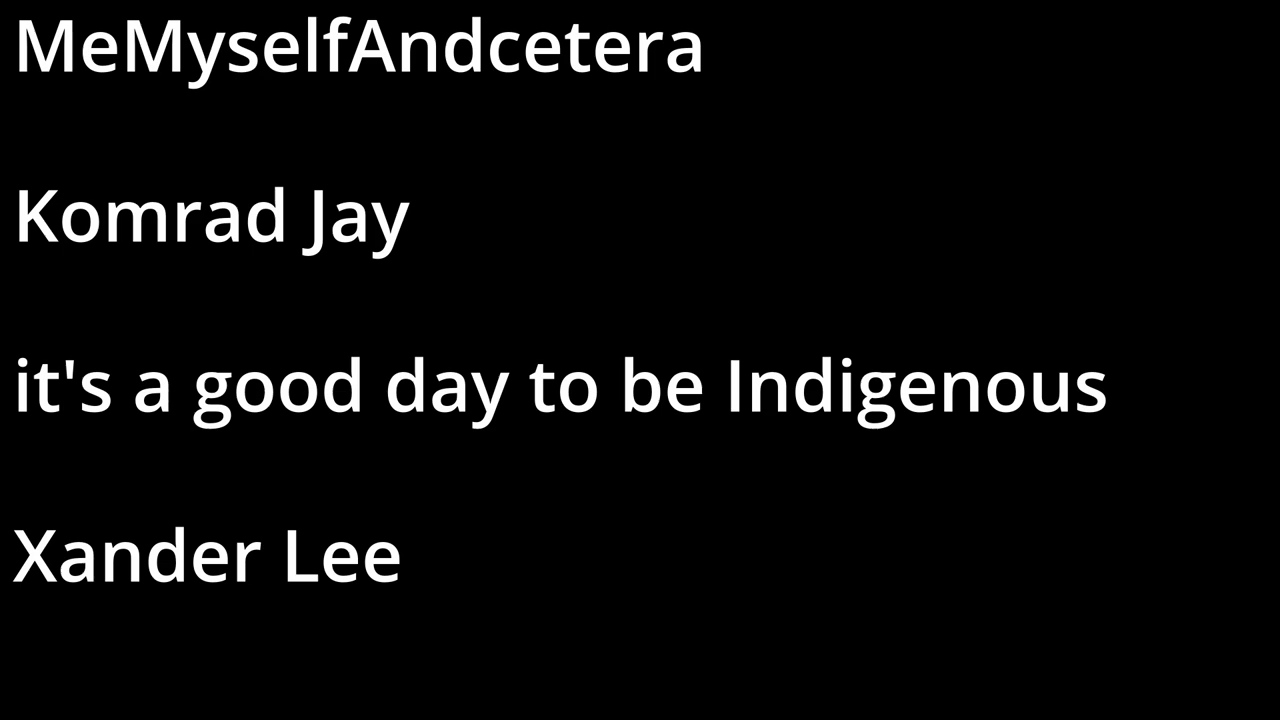 MeMyselfAndcetera
Komrad Jay
it's a good day to be Indigenous
Xander Lee